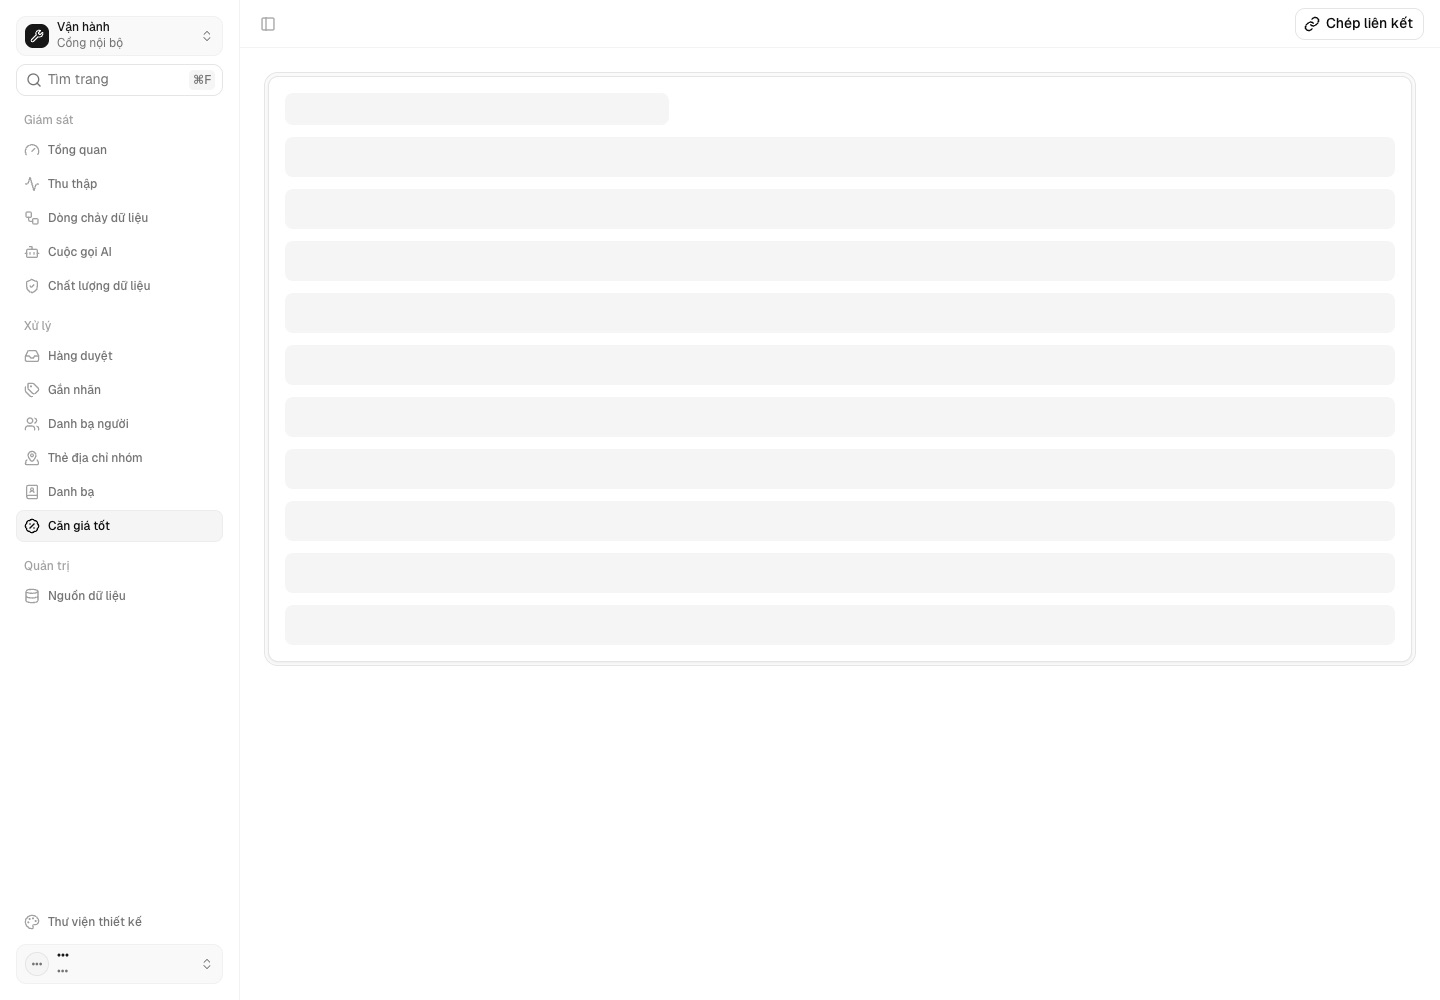 Vận hành
Cổng nội bộ
Chép liên kết
Tìm trang
⌘F
Giám sát
Tổng quan
Thu thập
Dòng chảy dữ liệu
Cuộc gọi AI
Chất lượng dữ liệu
Xử lý
Hàng duyệt
Gắn nhãn
Danh bạ người
Thẻ địa chỉ nhóm
Danh bạ
Căn giá tốt
Quản trị
Nguồn dữ liệu
Thư viện thiết kế
•••
•••
•••